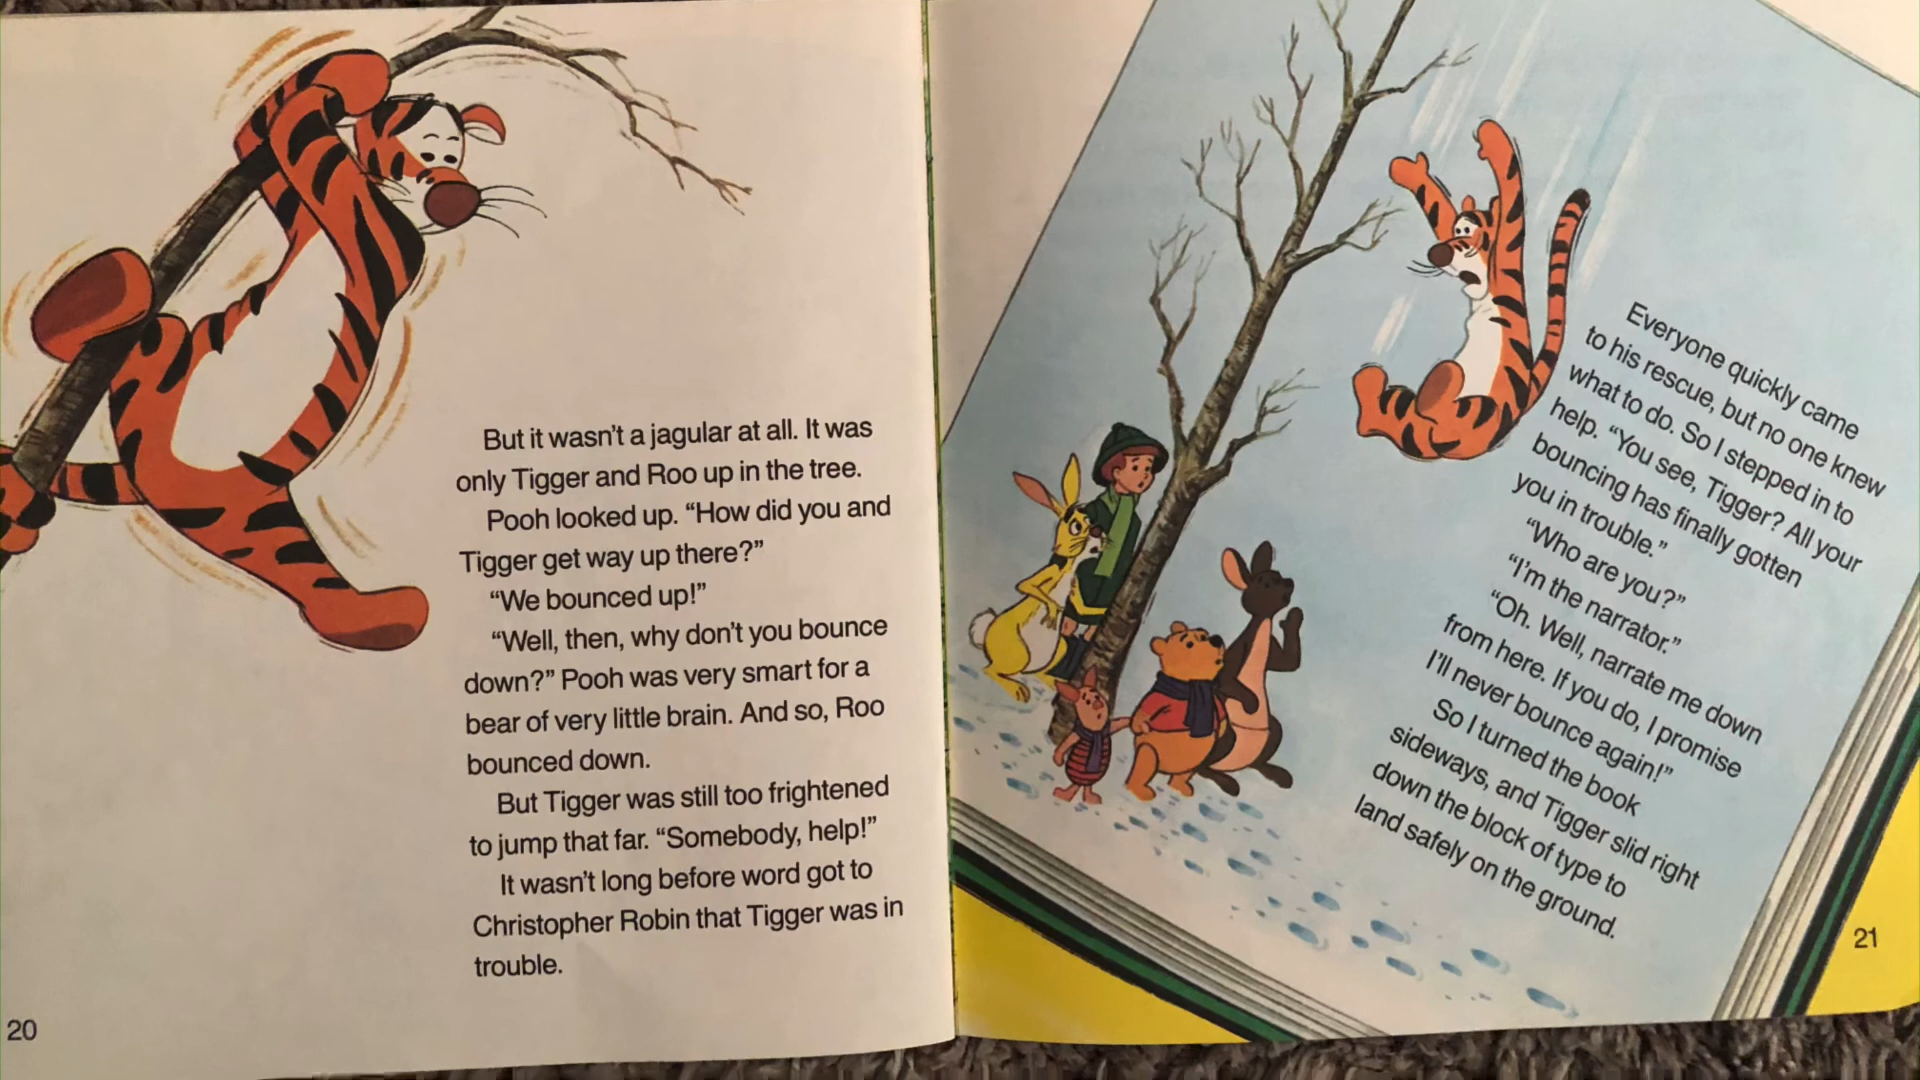 But it wasn't a jagular at all. It was
only Tigger and Roo up in the tree.
Pooh looked up. “How did you and
Tigger get way up there?”
“We bounced up!”
“Well, then, why don't you bounce
down?” Pooh was very smart for a
bear of very little brain. And so, Roo
bounced down.
But Tigger was still too frightened
to jump that far. “Somebody, help!”
It wasn't long before word got to
Christopher Robin that Tigger was in
trouble.
20
Everyone quickly came
to his rescue, but no one knew
what to do. So I stepped in to
help. “You see, Tigger? All your
bouncing has finally gotten
you in trouble.”
“Who are you?”
“I'm the narrator.”
“Oh. Well, narrate me down
from here. If you do, I promise
I'll never bounce again!”
So I turned the book
sideways, and Tigger slid right
down the block of type to
land safely on the ground.
21